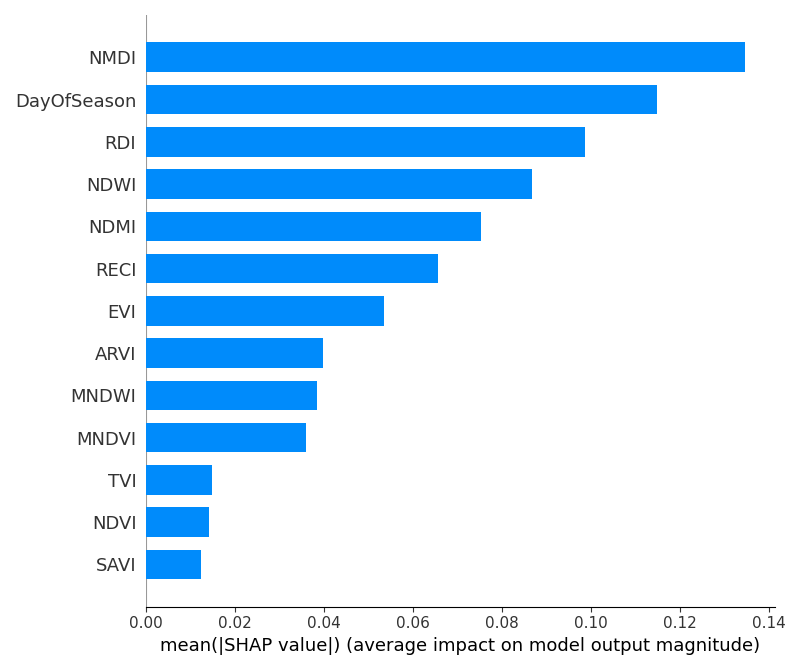 NMDI
DayOfSeason
RDI
NDWI
NDMI
RECI
EVI
ARVI
MNDWI
MNDVI
TVI
NDVI
SAVI
0.00 0.02 0.04 0.06 0.08 0.10 0.12 0.14
mean(|SHAP value|) (average impact on model output magnitude)